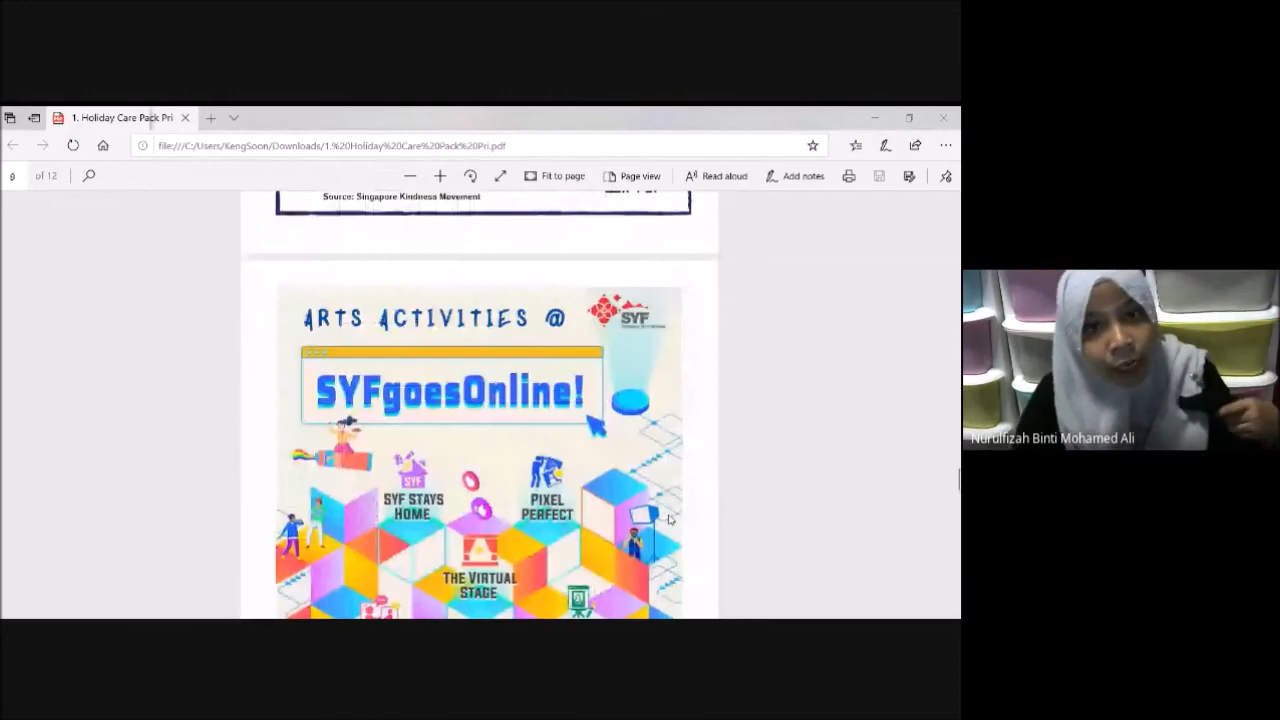 1. Holiday Care Pack Pri
file:///C:/Users/KengSoon/Downloads/1.%20Holiday%20Care%20Pack%20Pri.pdf
9 of 12
Fit to page
Page view
Read aloud
Add notes
Source: Singapore Kindness Movement
ARTS ACTIVITIES @
SYF
SYFgoesOnline!
SYF
SYF STAYS
HOME
PIXEL
PERFECT
THE VIRTUAL
STAGE
Nurulfizah Binti Mohamed Ali